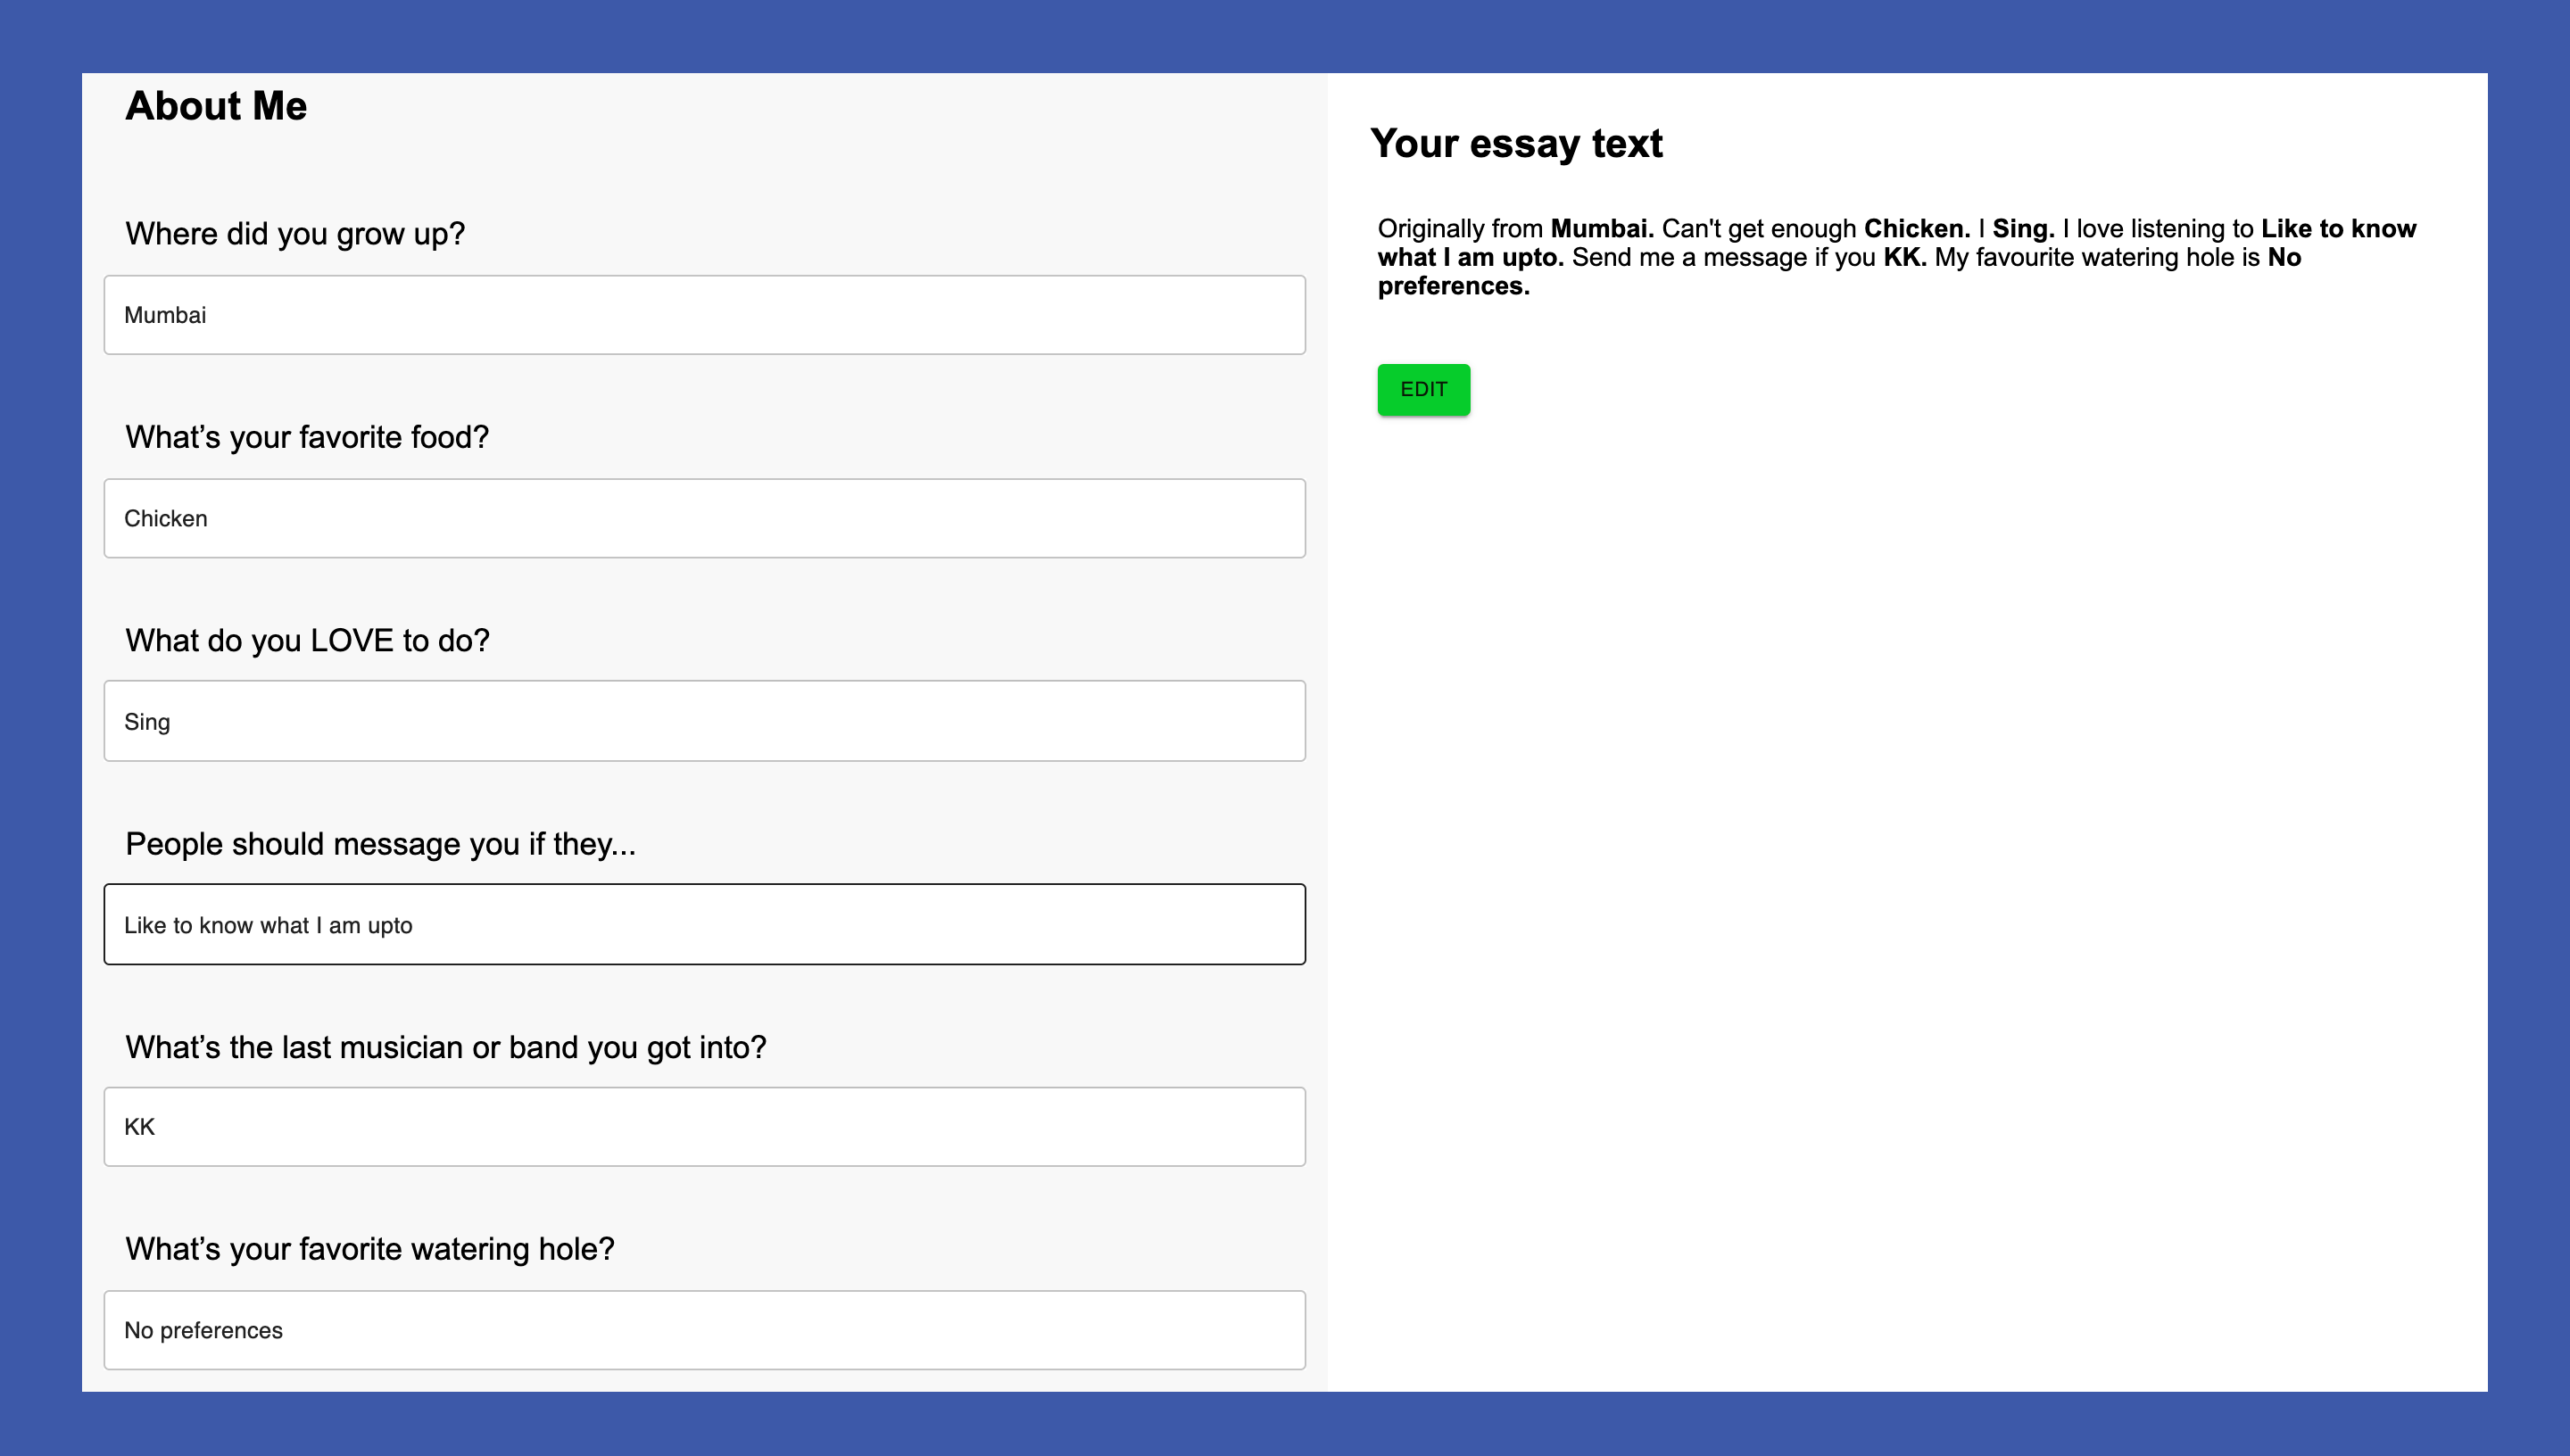 About Me
Where did you grow up?
Mumbai
What’s your favorite food?
Chicken
What do you LOVE to do?
Sing
People should message you if they...
Like to know what I am upto
What’s the last musician or band you got into?
KK
What’s your favorite watering hole?
No preferences
Your essay text
Originally from Mumbai. Can't get enough Chicken. I Sing. I love listening to Like to know
what I am upto. Send me a message if you KK. My favourite watering hole is No
preferences.
EDIT